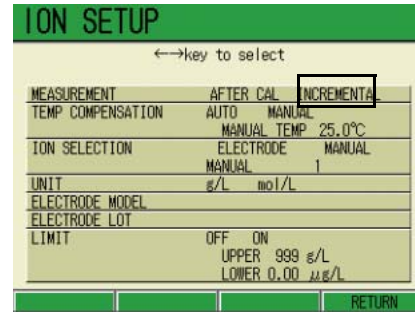 ION SETUP
←→key to select
MEASUREMENT AFTER CAL INCREMENTAL
TEMP COMPENSATION AUTO MANUAL
MANUAL TEMP 25.0°C
ION SELECTION ELECTRODE MANUAL
MANUAL 1
UNIT g/L mol/L
ELECTRODE MODEL
ELECTRODE LOT
LIMIT OFF ON
UPPER 999 g/L
LOWER 0.00 µg/L
RETURN